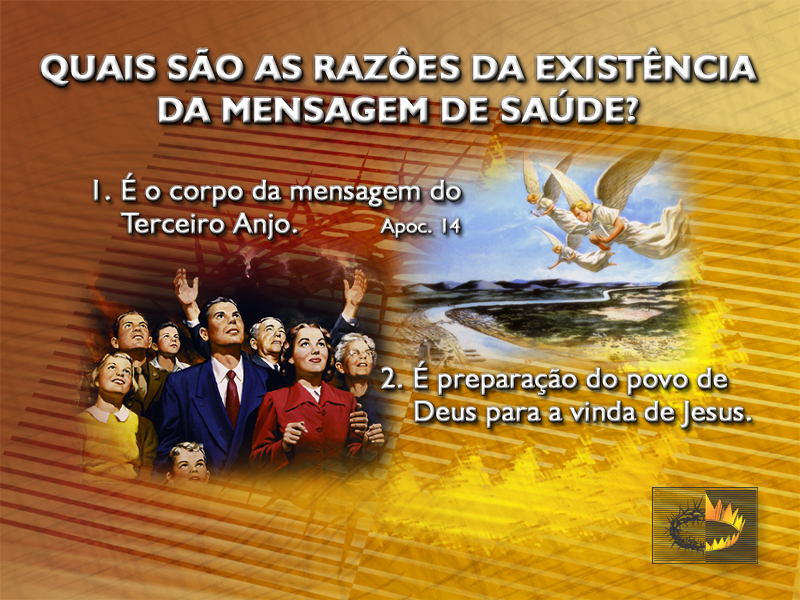 QUAIS SÃO AS RAZÔES DA EXISTÊNCIA
DA MENSAGEM DE SAÚDE?
1. É o corpo da mensagem do
Terceiro Anjo. Apoc. 14
2. É preparação do povo de
Deus para a vinda de Jesus.